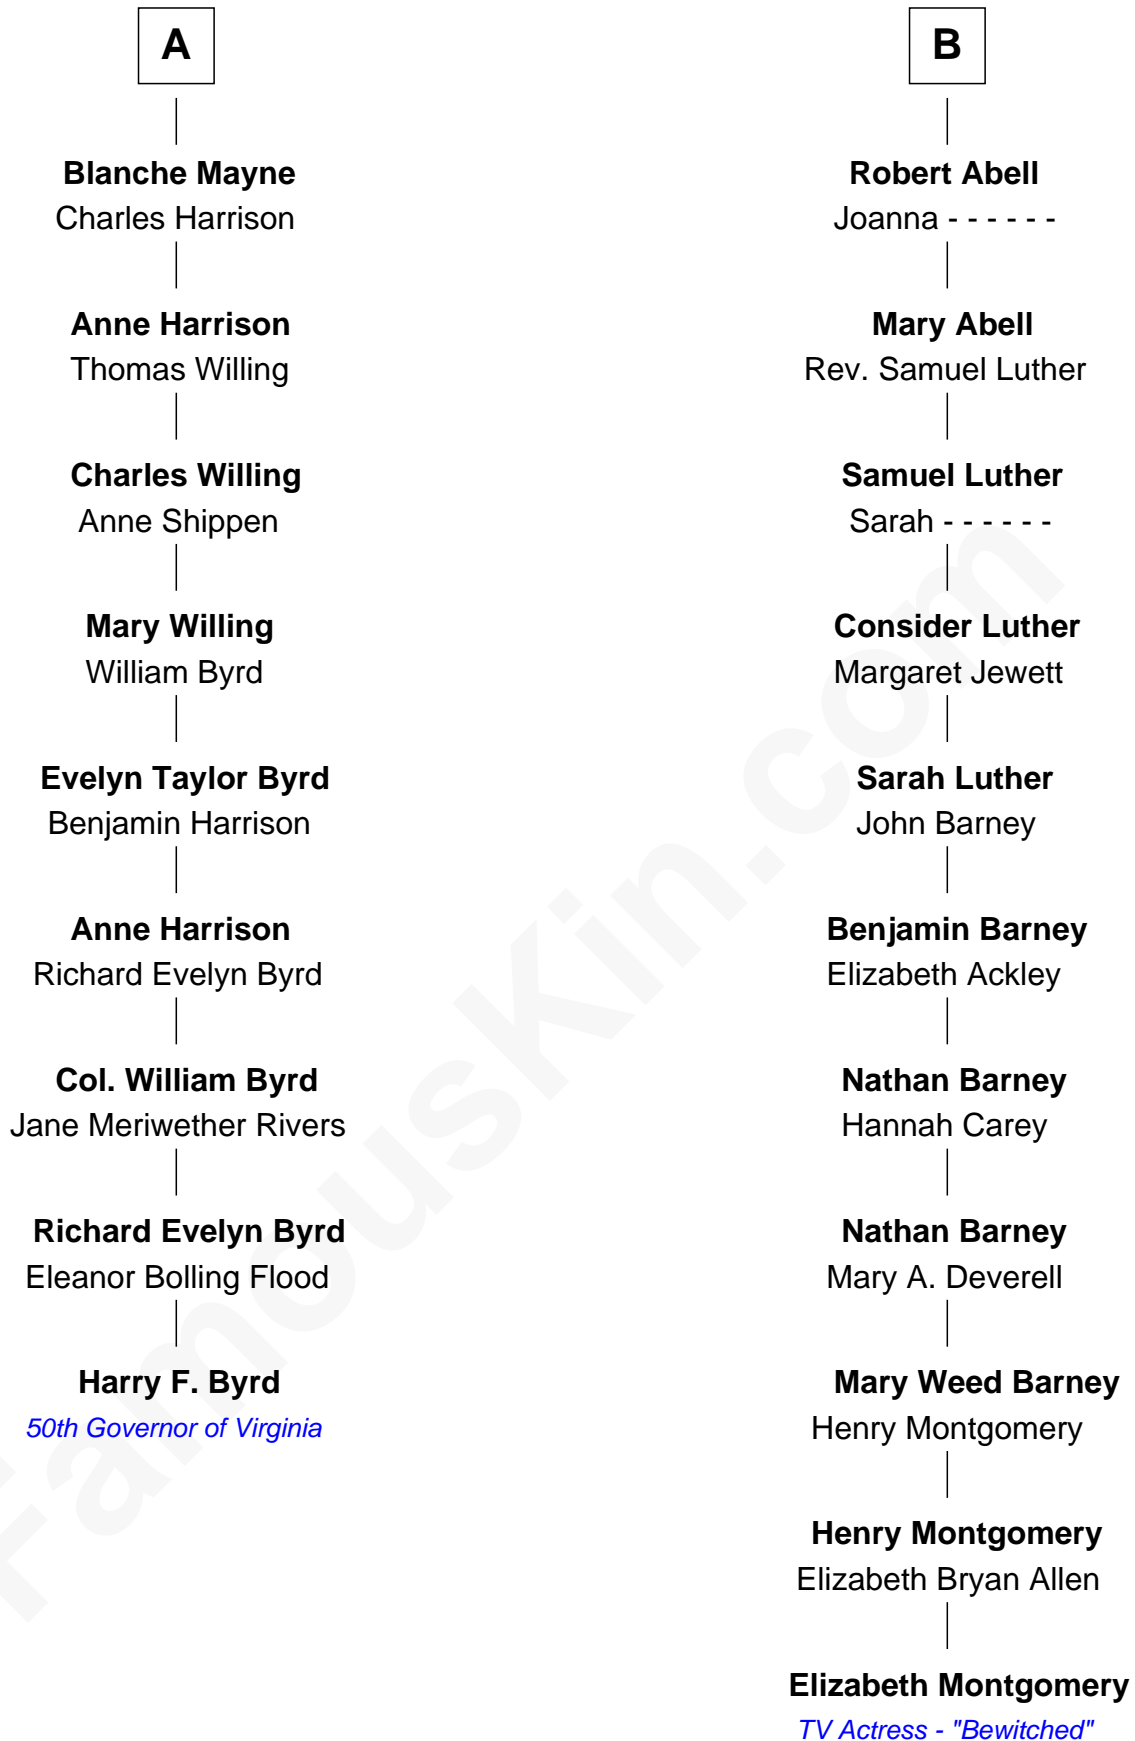 A
Blanche Mayne
Charles Harrison
Anne Harrison
Thomas Willing
Charles Willing
Anne Shippen
Mary Willing
William Byrd
Evelyn Taylor Byrd
Benjamin Harrison
Anne Harrison
Richard Evelyn Byrd
Col. William Byrd
Jane Meriwether Rivers
Richard Evelyn Byrd
Eleanor Bolling Flood
Harry F. Byrd
50th Governor of Virginia
B
Robert Abell
Joanna - - - - - -
Mary Abell
Rev. Samuel Luther
Samuel Luther
Sarah - - - - - -
Consider Luther
Margaret Jewett
Sarah Luther
John Barney
Benjamin Barney
Elizabeth Ackley
Nathan Barney
Hannah Carey
Nathan Barney
Mary A. Deverell
Mary Weed Barney
Henry Montgomery
Henry Montgomery
Elizabeth Bryan Allen
Elizabeth Montgomery
TV Actress - "Bewitched"
FamousKin.com